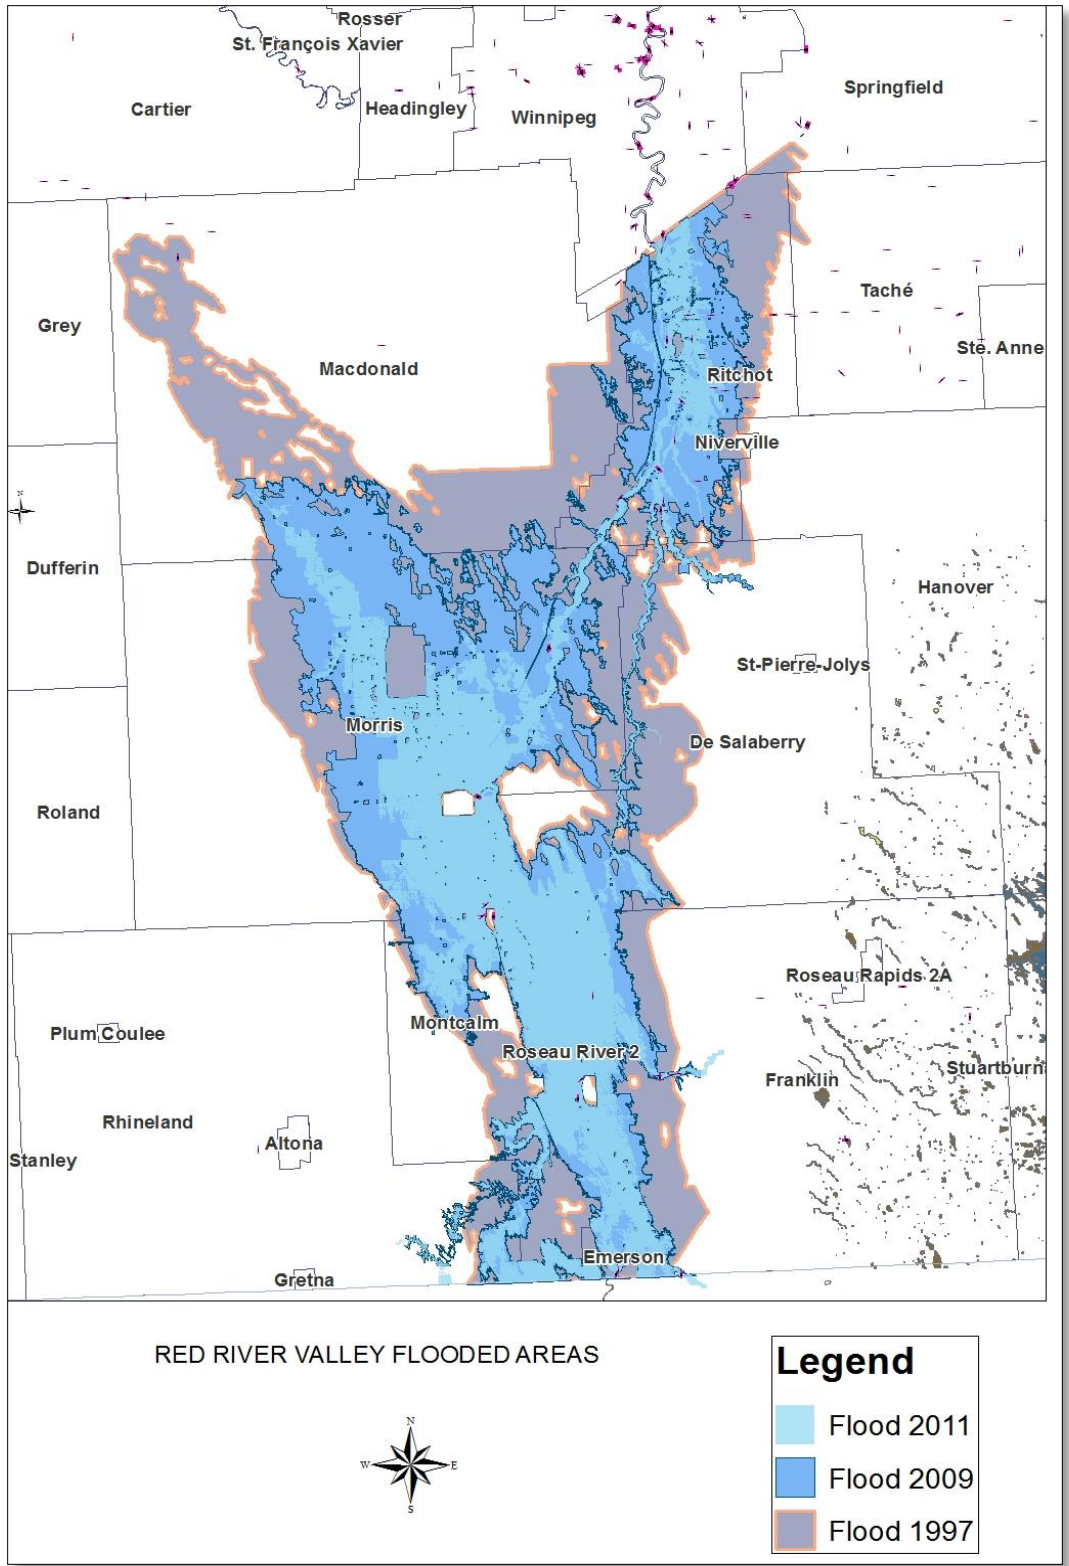 Rosser
St. François Xavier
Springfield
Cartier
Headingley
Winnipeg
Taché
Grey
Ste. Anne
Macdonald
Ritchot
Niverville
N
Dufferin
Hanover
St-Pierre-Jolys
Morris
De Salaberry
Roland
Roseau Rapids 2A
Montcalm
Plum Coulee
Roseau River 2
Stuartburn
Franklin
Rhineland
Altona
Stanley
Emerson
Gretna
RED RIVER VALLEY FLOODED AREAS
Legend
Flood 2011
Flood 2009
Flood 1997
N
W E
S